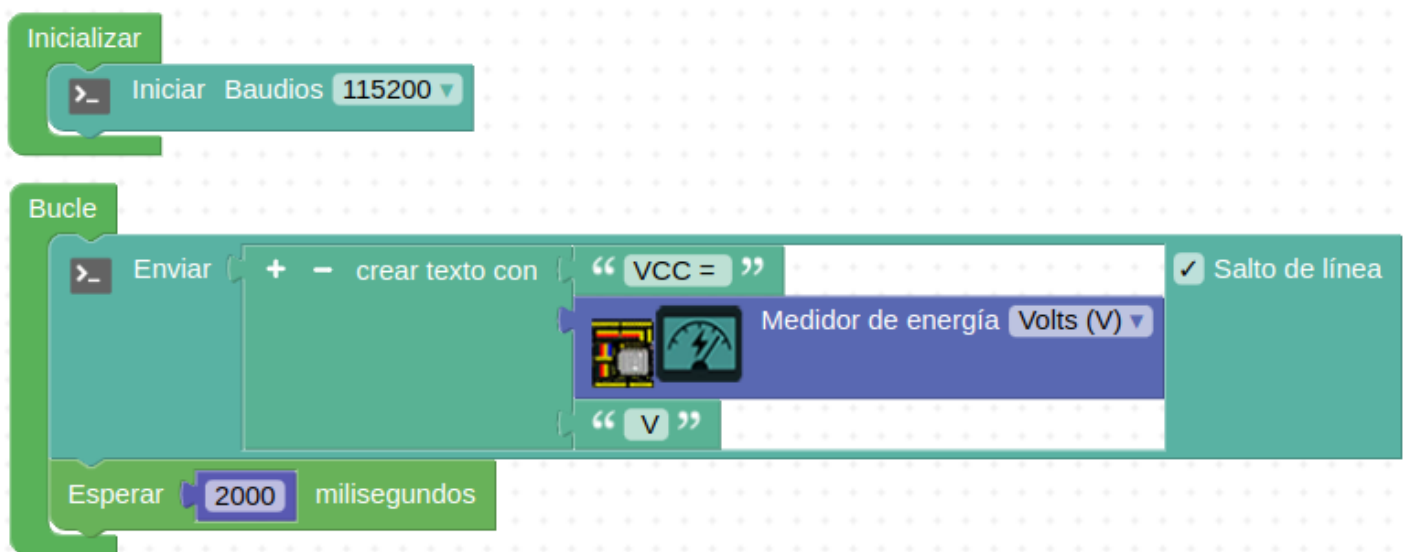 Inicializar
>_ Iniciar Baudios 115200
Bucle
>_ Enviar + - crear texto con “ VCC = ” ✓ Salto de línea
Medidor de energía Volts (V)
“ V ”
Esperar 2000 milisegundos